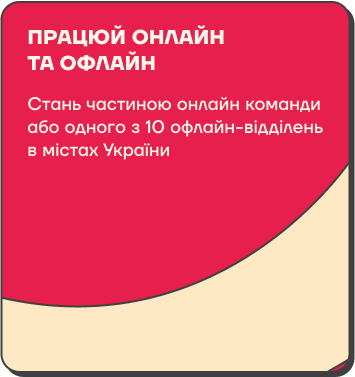 ПРАЦЮЙ ОНЛАЙН
ТА ОФЛАЙН
Стань частиною онлайн команди
або одного з 10 офлайн-відділень
в містах України